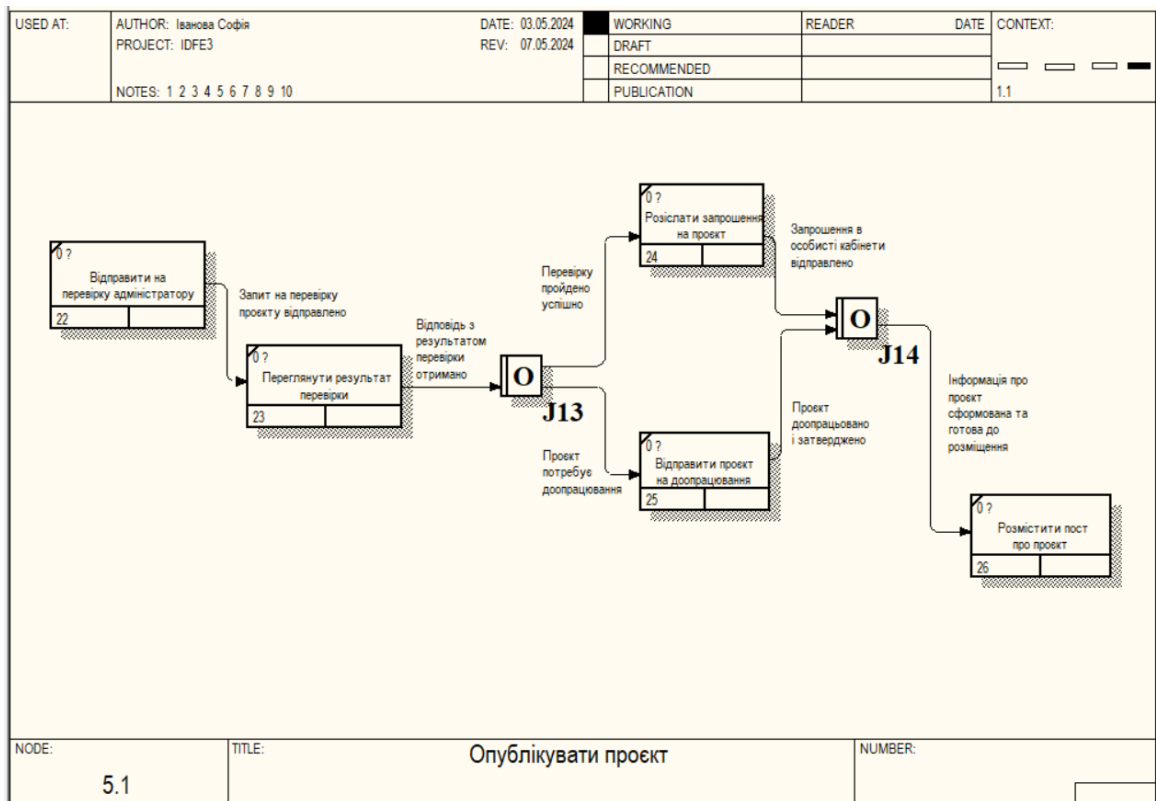 USED AT:
AUTHOR: Іванова Софія
DATE: 03.05.2024
PROJECT: IDFE3
REV: 07.05.2024
NOTES: 1 2 3 4 5 6 7 8 9 10
WORKING
DRAFT
RECOMMENDED
PUBLICATION
READER
DATE
CONTEXT:
1.1
0 ?
Відправити на
перевірку адміністратору
22
Запит на перевірку
проєкту відправлено
0 ?
Переглянути результат
перевірки
23
Відповідь з
результатом
перевірки
отримано
O
J13
Перевірку
пройдено
успішно
0 ?
Розіслати запрошення
на проєкт
24
Запрошення в
особисті кабінети
відправлено
Проєкт
потребує
доопрацювання
0 ?
Відправити проєкт
на доопрацювання
25
Проєкт
доопрацьовано
і затверджено
O
J14
Інформація про
проєкт
сформована та
готова до
розміщення
0 ?
Розмістити пост
про проєкт
26
NODE:
5.1
TITLE:
Опублікувати проєкт
NUMBER: